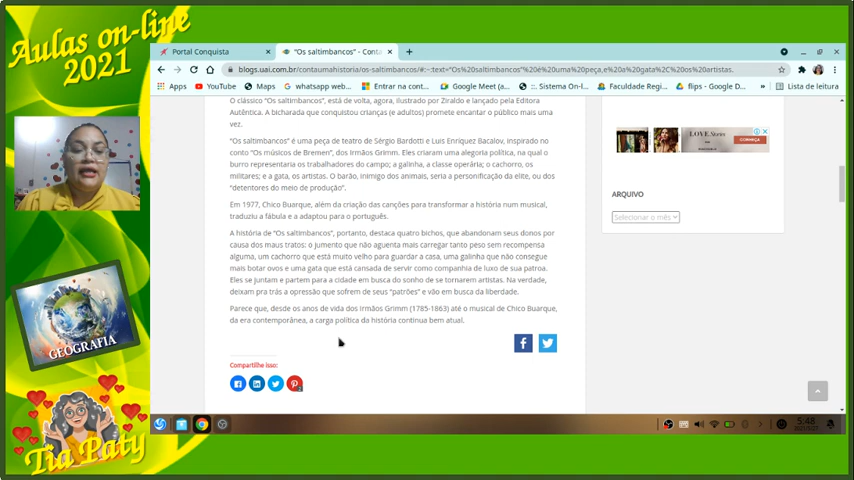 Aulas on-line
2021
Portal Conquista
"Os saltimbancos" - Conta
blogs.uai.com.br/contaumahistoria/os-saltimbancos/#:~:text="Os%20saltimbancos"%20é%20uma%20peça,e%20a%20gata%2C%20os%20artistas.
Apps YouTube Maps Entrar na cont... Google Meet (a... whatsapp ::. Sistema On-l... Faculdade Regi... flips - Google D... » Lista de leitura
O clássico "Os saltimbancos", está de volta, agora, ilustrado por Ziraldo e lançado pela Editora
Autêntica. A bicharada que conquistou crianças (e adultos) promete encantar o público mais uma
vez.
"Os saltimbancos" é uma peça de teatro de Sérgio Bardotti e Luis Enríquez Bacalov, inspirado no
conto "Os músicos de Bremen", dos Irmãos Grimm. Eles criaram uma alegoria política, na qual o
burro representaria os trabalhadores do campo; a galinha, a classe operária; o cachorro, os
militares; e a gata, os artistas. O barão, inimigo dos animais, seria a personificação da elite, ou dos
"detentores do meio de produção".
Em 1977, Chico Buarque, além da criação das canções para transformar a história num musical,
traduziu a fábula e a adaptou para o português.
A história de "Os saltimbancos", portanto, destaca quatro bichos, que abandonam seus donos por
causa dos maus tratos: o jumento que não aguenta mais carregar tanto peso sem recompensa
alguma, um cachorro que está muito velho para guardar a casa, uma galinha que não consegue
mais botar ovos e uma gata que está cansada de servir como companhia de luxo de sua patroa.
Eles se juntam e partem para a cidade em busca do sonho de se tornarem artistas. Na verdade,
deixam pra trás a opressão que sofrem de seus "patrões" e vão em busca da liberdade.
Parece que, desde os anos de vida dos Irmãos Grimm (1785-1863) até o musical de Chico Buarque,
da era contemporânea, a carga política da história continua bem atual.
Compartilhe isso:
LOVE
ARQUIVO
Selecionar o mês
GEOGRAFIA
Tia Paty
5:48